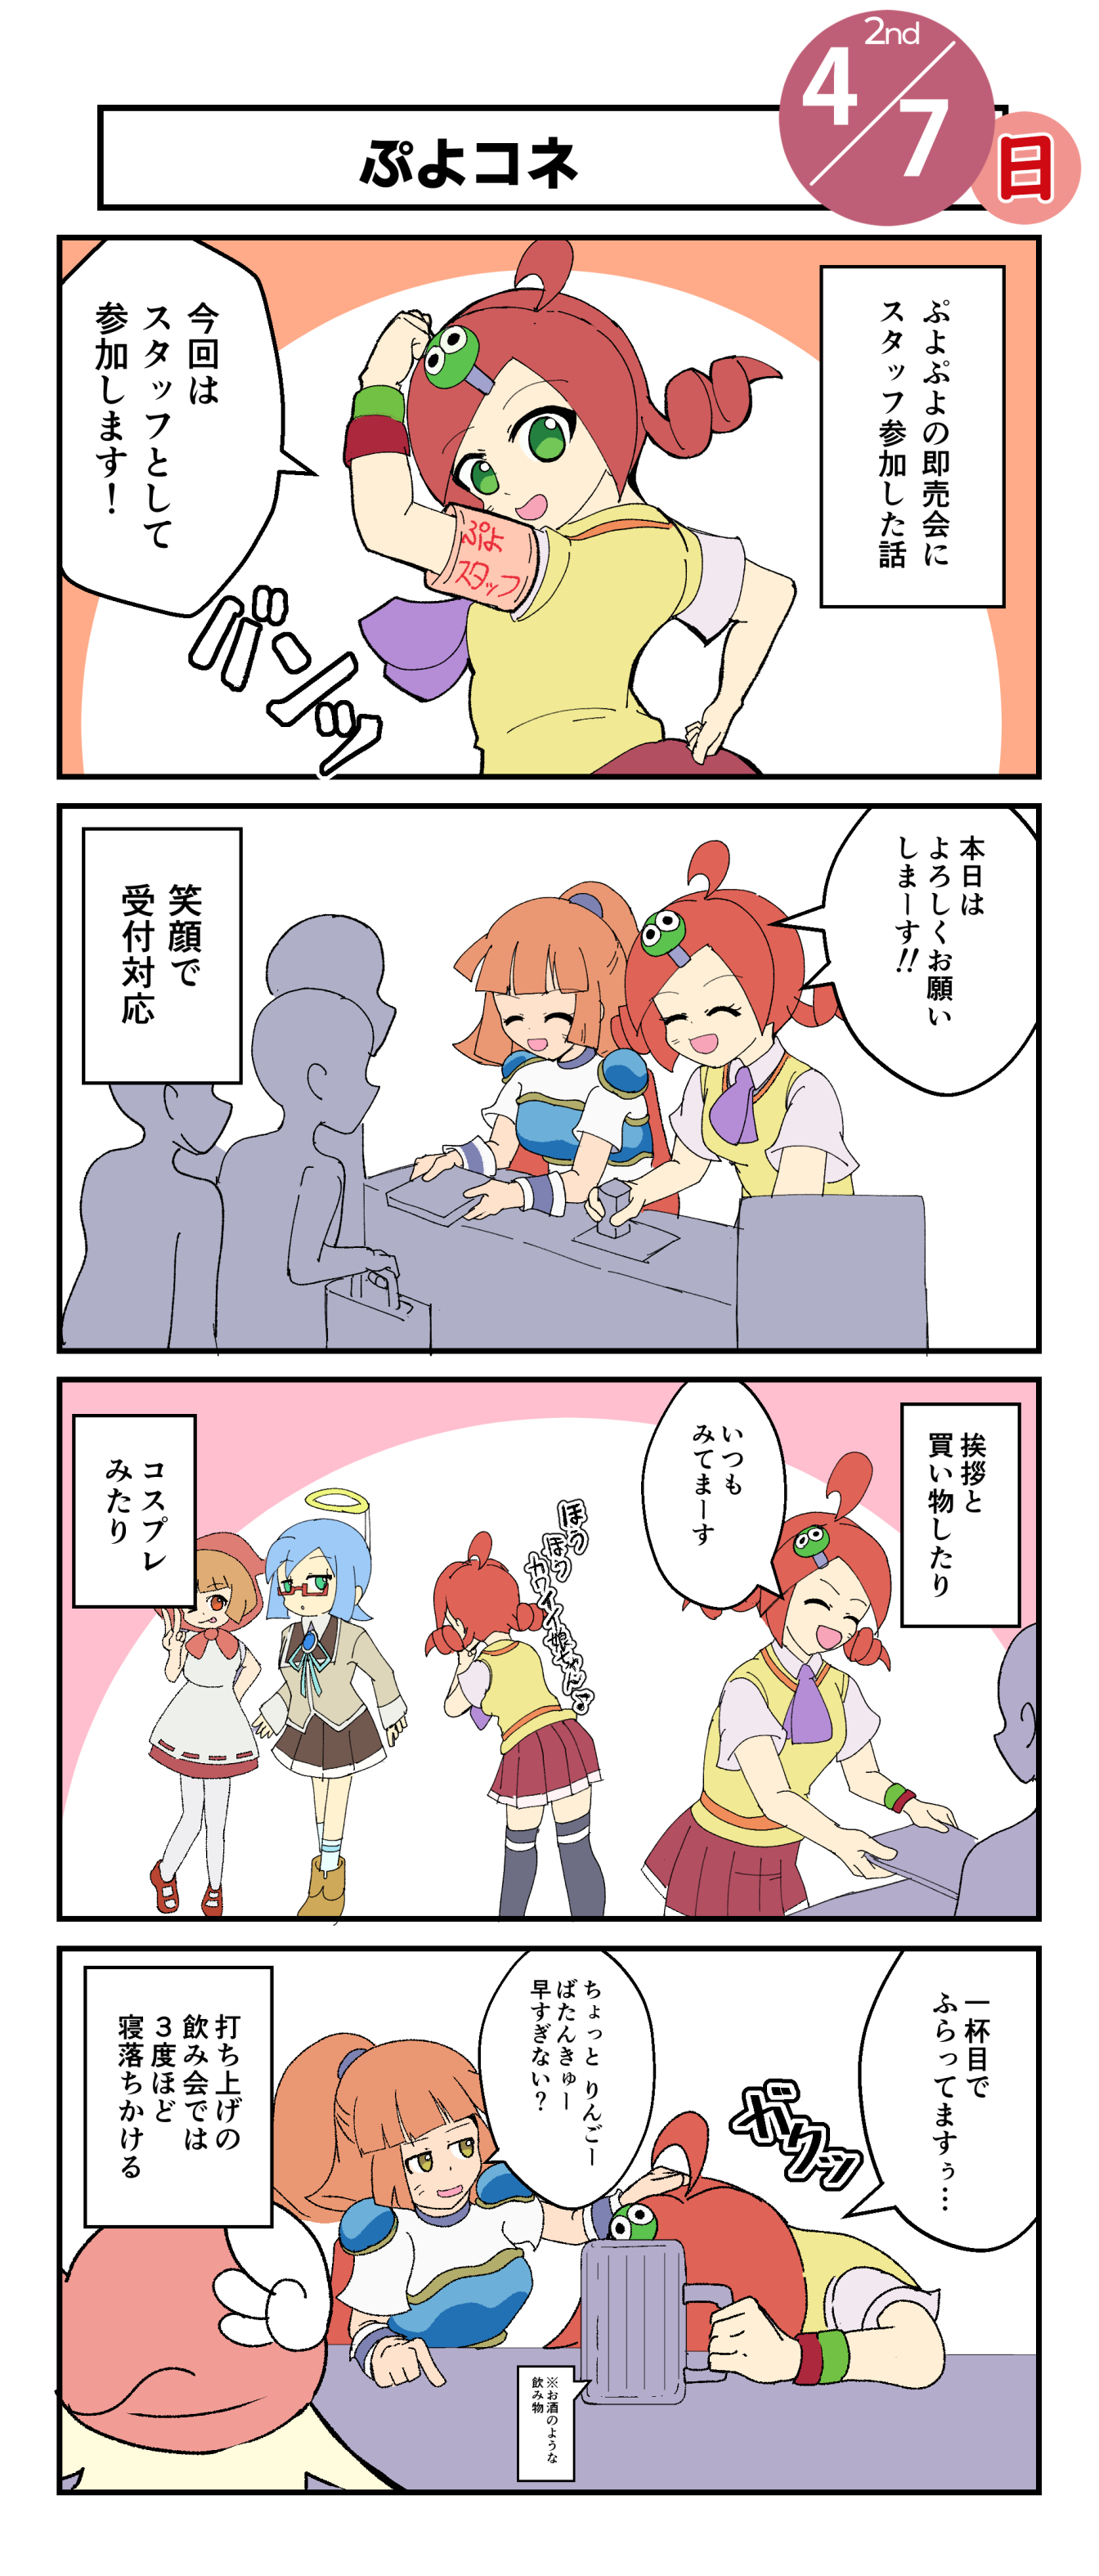 2nd
4/7
日
ぷよコネ
ぷよぷよの即売会に
スタッフ参加した話
今回は
スタッフとして
参加します！
ぷよ
スタッフ
バンッ
本日は
よろしくお願い
しまーす!!
笑顔で
受付対応
挨拶と
買い物したり
いつも
みてまーす
ほう
ほう
カワイイ娘ちゃん♪
コスプレ
みたり
一杯目で
ふらってますぅ…
ガクーン
ちょっと りんごー
ばたんきゅー
早すぎない？
打ち上げの
飲み会では
３度ほど
寝落ちかける
※お酒のような
飲み物